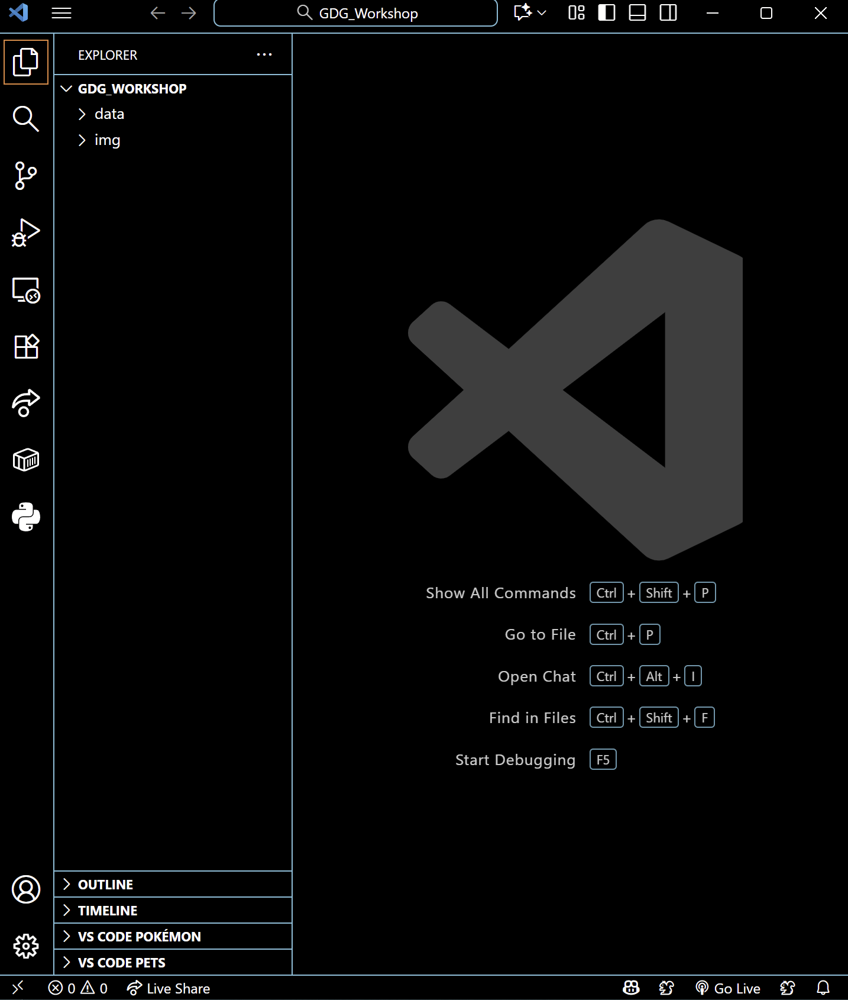 GDG_Workshop
EXPLORER
GDG_WORKSHOP
data
img
Show All Commands Ctrl + Shift + P
Go to File Ctrl + P
Open Chat Ctrl + Alt + I
Find in Files Ctrl + Shift + F
Start Debugging F5
OUTLINE
TIMELINE
VS CODE POKÉMON
VS CODE PETS
0 0 Live Share Go Live